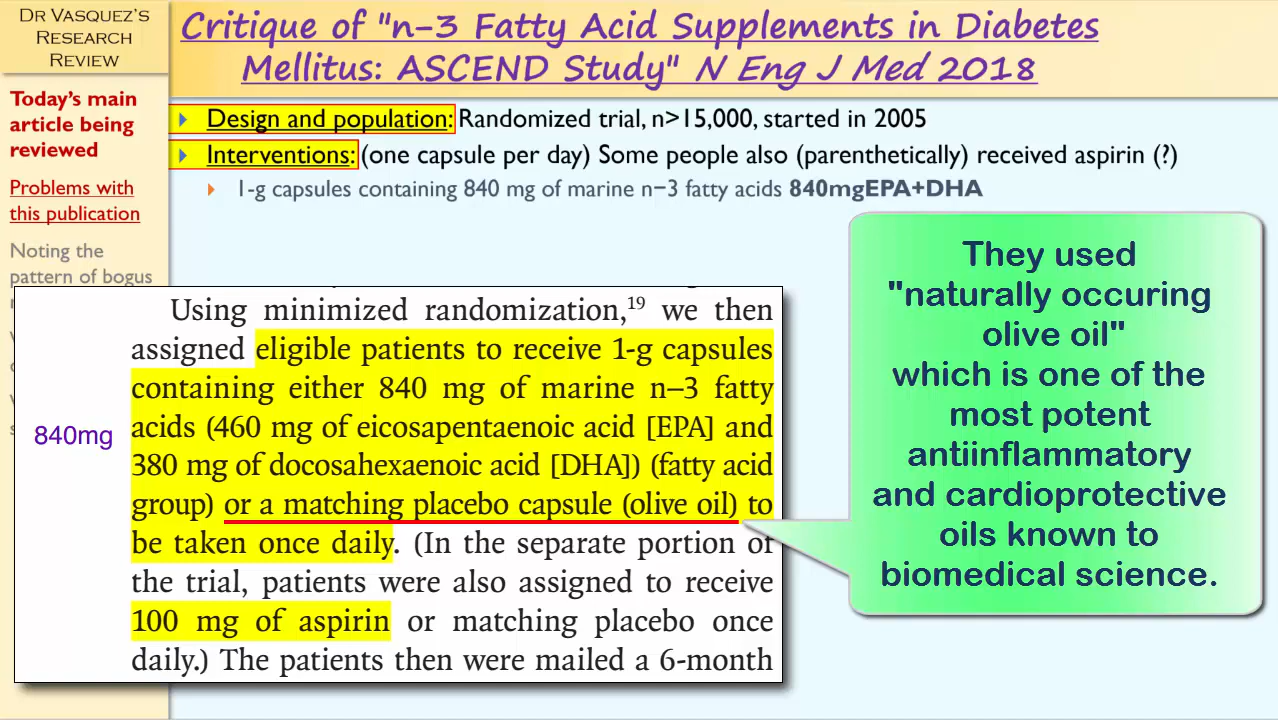 DR VASQUEZ'S
RESEARCH
REVIEW
Critique of "n-3 Fatty Acid Supplements in Diabetes
Mellitus: ASCEND Study" N Eng J Med 2018
Today's main
article being
reviewed
Problems with
this publication
Noting the
pattern of bogus
Design and population: Randomized trial, n>15,000, started in 2005
Interventions: (one capsule per day) Some people also (parenthetically) received aspirin (?)
1-g capsules containing 840 mg of marine n−3 fatty acids 840mgEPA+DHA
840mg
Using minimized randomization,19 we then
assigned eligible patients to receive 1-g capsules
containing either 840 mg of marine n–3 fatty
acids (460 mg of eicosapentaenoic acid [EPA] and
380 mg of docosahexaenoic acid [DHA]) (fatty acid
group) or a matching placebo capsule (olive oil) to
be taken once daily. (In the separate portion of
the trial, patients were also assigned to receive
100 mg of aspirin or matching placebo once
daily.) The patients then were mailed a 6-month
They used
"naturally occuring
olive oil"
which is one of the
most potent
antiinflammatory
and cardioprotective
oils known to
biomedical science.